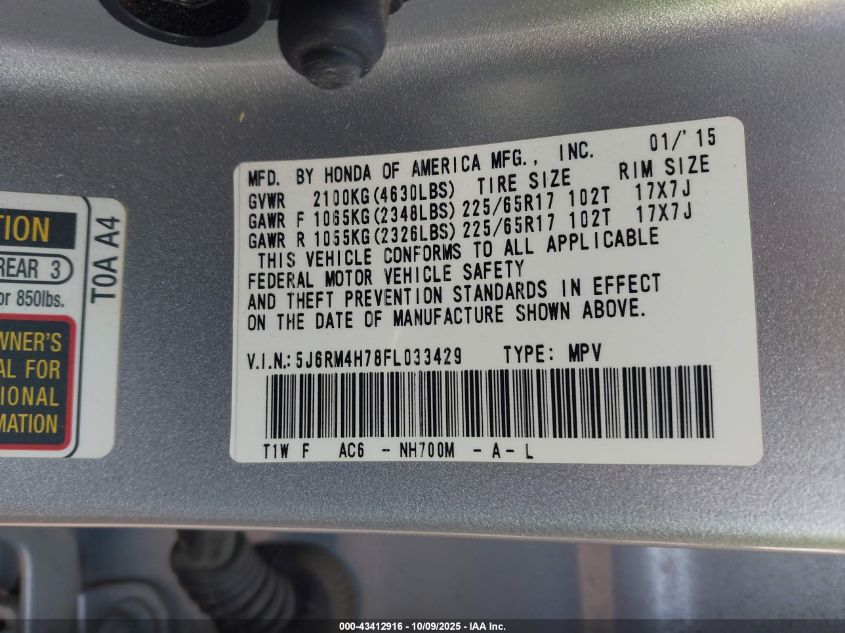 MFD. BY HONDA OF AMERICA MFG., INC. 01/'15
GVWR 2100KG(4630LBS) TIRE SIZE RIM SIZE
GAWR F 1065KG(2348LBS) 225/65R17 102T 17X7J
GAWR R 1055KG(2326LBS) 225/65R17 102T 17X7J
THIS VEHICLE CONFORMS TO ALL APPLICABLE
FEDERAL MOTOR VEHICLE SAFETY
AND THEFT PREVENTION STANDARDS IN EFFECT
ON THE DATE OF MANUFACTURE SHOWN ABOVE.
V.I.N.: 5J6RM4H78FL033429 TYPE: MPV
T1W F AC6 - NH700M - A - L
TION
REAR 3
or 850lbs.
WNER'S
AL FOR
IONAL
MATION
T0A A4
000-43412916 - 10/09/2025 - IAA Inc.